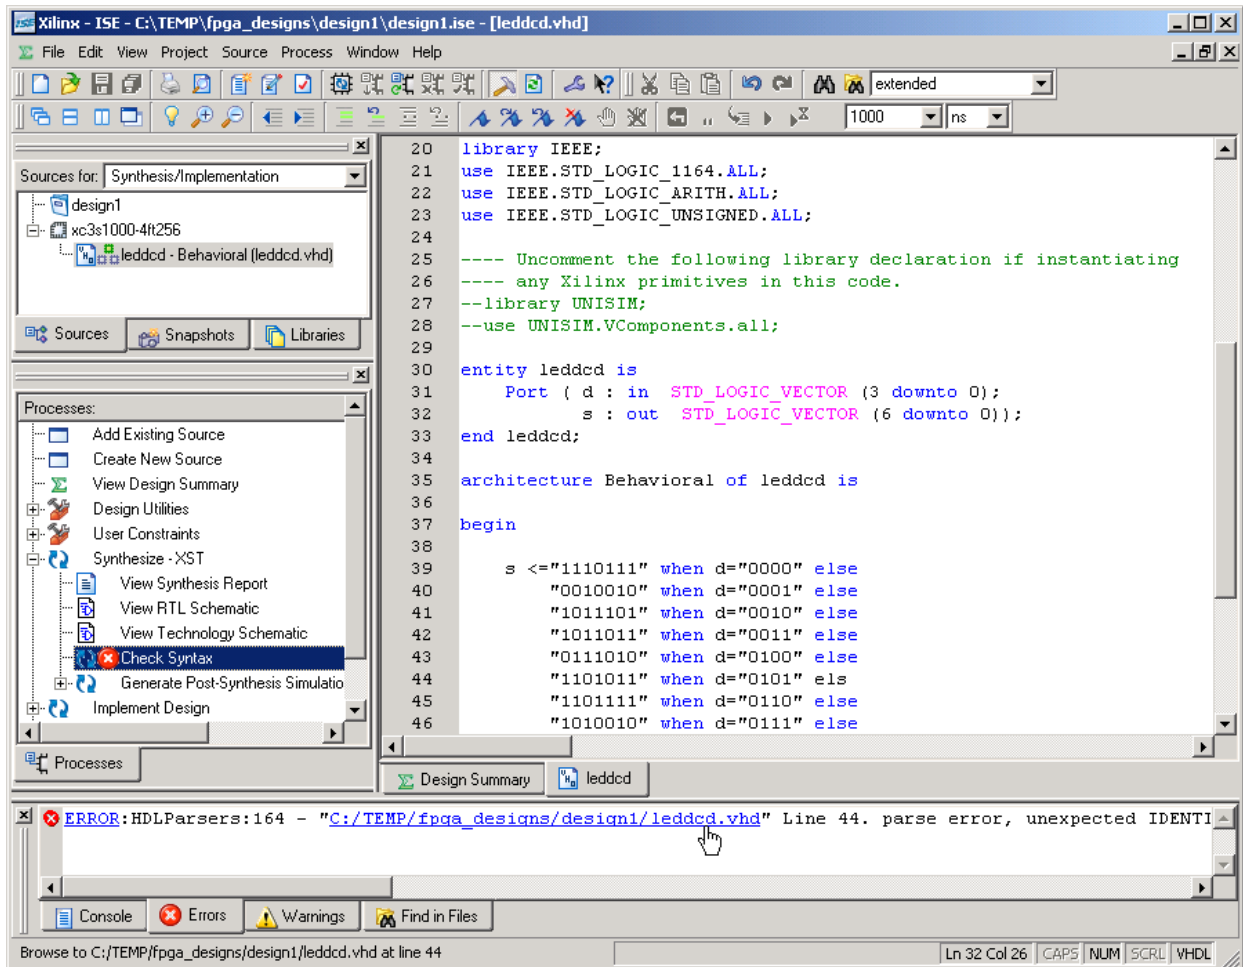 Xilinx - ISE - C:\TEMP\fpga_designs\design1\design1.ise - [leddcd.vhd]
File Edit View Project Source Process Window Help
extended
1000 ns
Sources for: Synthesis/Implementation
design1
xc3s1000-4ft256
leddcd - Behavioral (leddcd.vhd)
Sources Snapshots Libraries
Processes:
Add Existing Source
Create New Source
View Design Summary
Design Utilities
User Constraints
Synthesize - XST
View Synthesis Report
View RTL Schematic
View Technology Schematic
Check Syntax
Generate Post-Synthesis Simulatio
Implement Design
Processes
20 library IEEE;
21 use IEEE.STD_LOGIC_1164.ALL;
22 use IEEE.STD_LOGIC_ARITH.ALL;
23 use IEEE.STD_LOGIC_UNSIGNED.ALL;
24
25 ---- Uncomment the following library declaration if instantiating
26 ---- any Xilinx primitives in this code.
27 --library UNISIM;
28 --use UNISIM.VComponents.all;
29
30 entity leddcd is
31 Port ( d : in STD_LOGIC_VECTOR (3 downto 0);
32 s : out STD_LOGIC_VECTOR (6 downto 0));
33 end leddcd;
34
35 architecture Behavioral of leddcd is
36
37 begin
38
39 s <="1110111" when d="0000" else
40 "0010010" when d="0001" else
41 "1011101" when d="0010" else
42 "1011011" when d="0011" else
43 "0111010" when d="0100" else
44 "1101011" when d="0101" els
45 "1101111" when d="0110" else
46 "1010010" when d="0111" else
Design Summary leddcd
ERROR:HDLParsers:164 - "C:/TEMP/fpga_designs/design1/leddcd.vhd" Line 44. parse error, unexpected IDENTI
Console Errors Warnings Find in Files
Browse to C:/TEMP/fpga_designs/design1/leddcd.vhd at line 44
Ln 32 Col 26 CAPS NUM SCRL VHDL